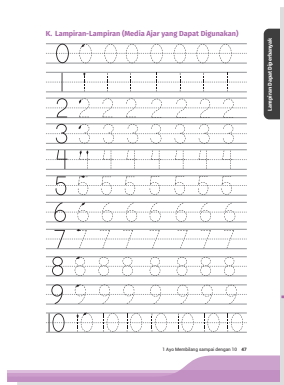 K. Lampiran-Lampiran (Media Ajar yang Dapat Digunakan)
Lampiran Dapat Diperbanyak
0 0 0 0 0 0 0 0
1 1 1 1 1 1 1 1
2 2 2 2 2 2 2 2
3 3 3 3 3 3 3 3
4 4 4 4 4 4 4 4
5 5 5 5 5 5 5 5
6 6 6 6 6 6 6 6
7 7 7 7 7 7 7 7
8 8 8 8 8 8 8 8
9 9 9 9 9 9 9 9
10 10 10 10 10 10 10
1 Ayo Membilang sampai dengan 10 67